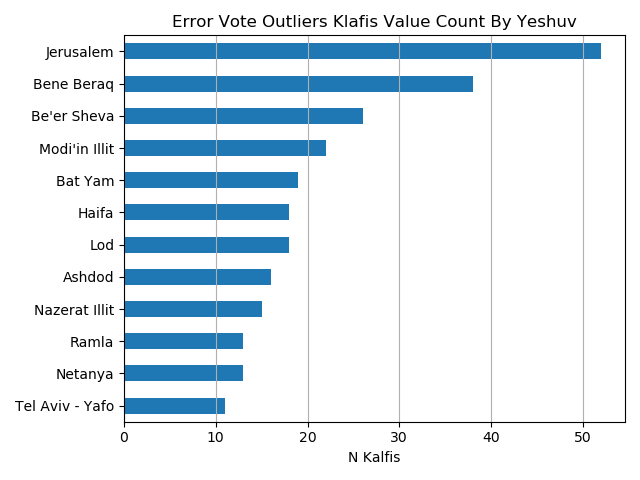 Error Vote Outliers Klafis Value Count By Yeshuv
Jerusalem
Bene Beraq
Be'er Sheva
Modi'in Illit
Bat Yam
Haifa
Lod
Ashdod
Nazerat Illit
Ramla
Netanya
Tel Aviv - Yafo
0 10 20 30 40 50
N Kalfis